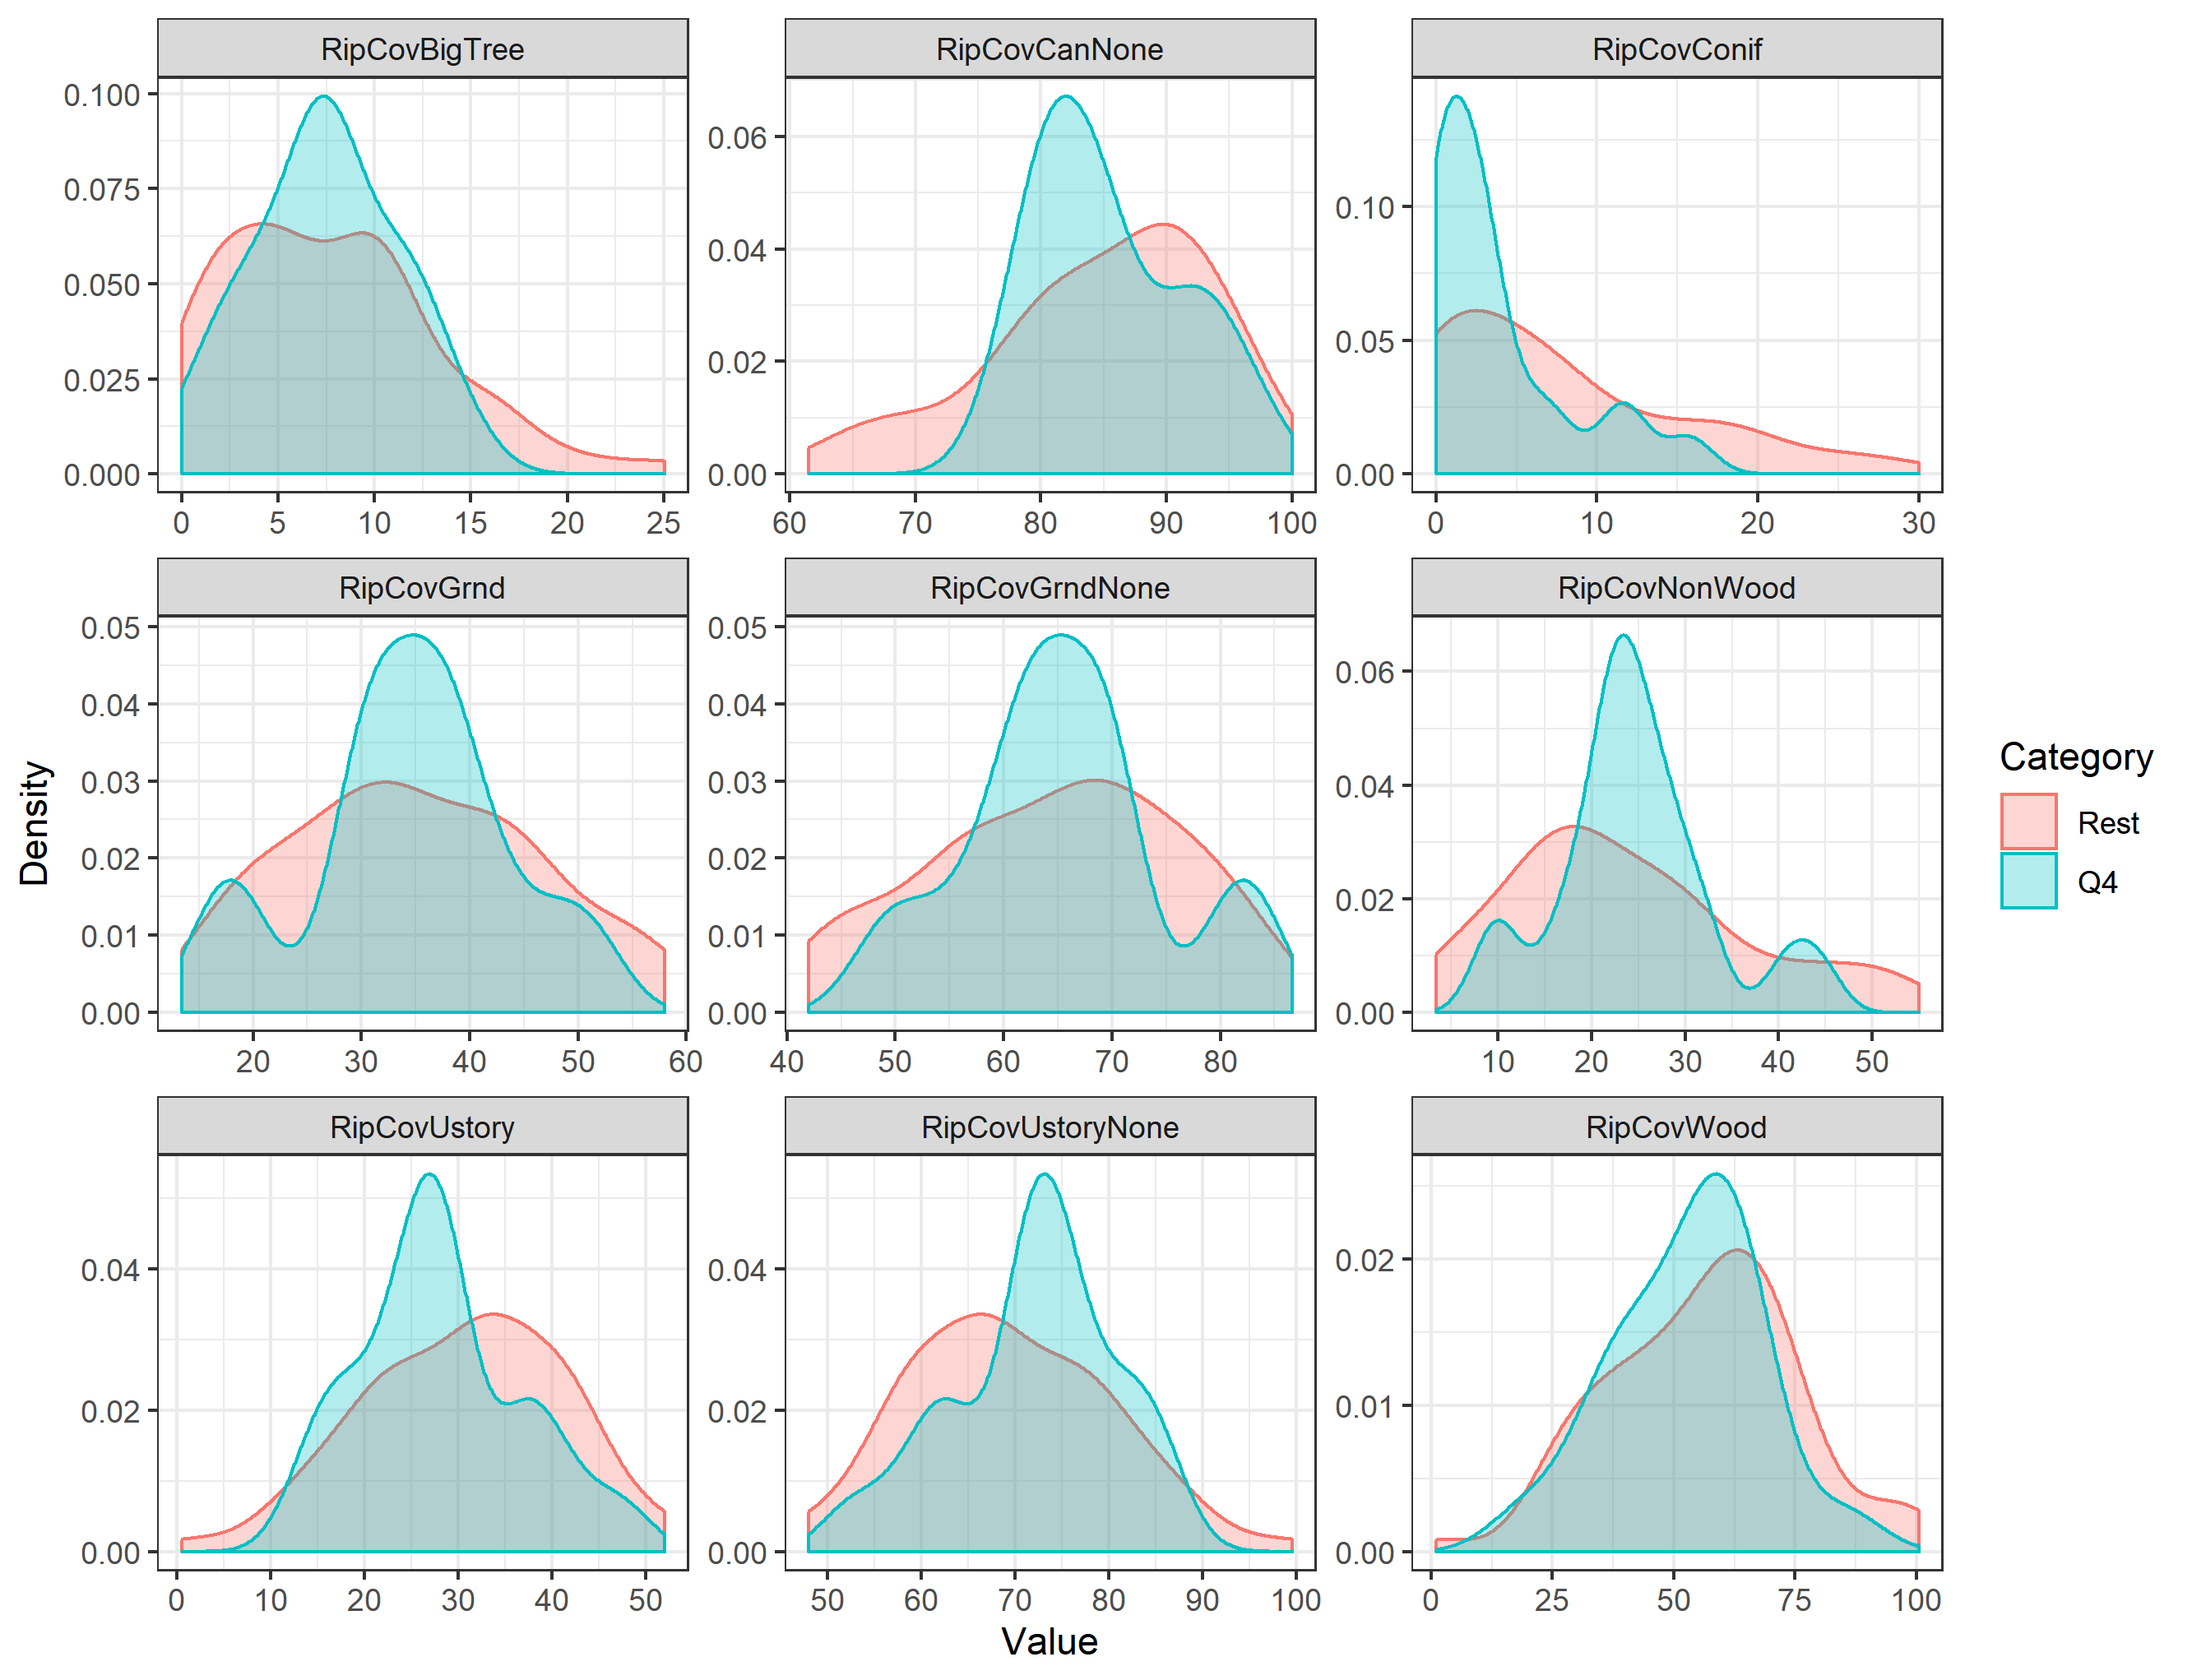 RipCovBigTree RipCovCanNone RipCovConif
0.100 0.075 0.050 0.025 0.000
0.06 0.04 0.02 0.00
0.10 0.05 0.00
0 5 10 15 20 25
60 70 80 90 100
0 10 20 30
RipCovGrnd RipCovGrndNone RipCovNonWood
0.05 0.04 0.03 0.02 0.01 0.00
0.05 0.04 0.03 0.02 0.01 0.00
0.06 0.04 0.02 0.00
20 30 40 50 60
40 50 60 70 80
10 20 30 40 50
RipCovUstory RipCovUstoryNone RipCovWood
0.04 0.02 0.00
0.04 0.02 0.00
0.02 0.01 0.00
0 10 20 30 40 50
50 60 70 80 90 100
0 25 50 75 100
Density
Value
Category
Rest
Q4